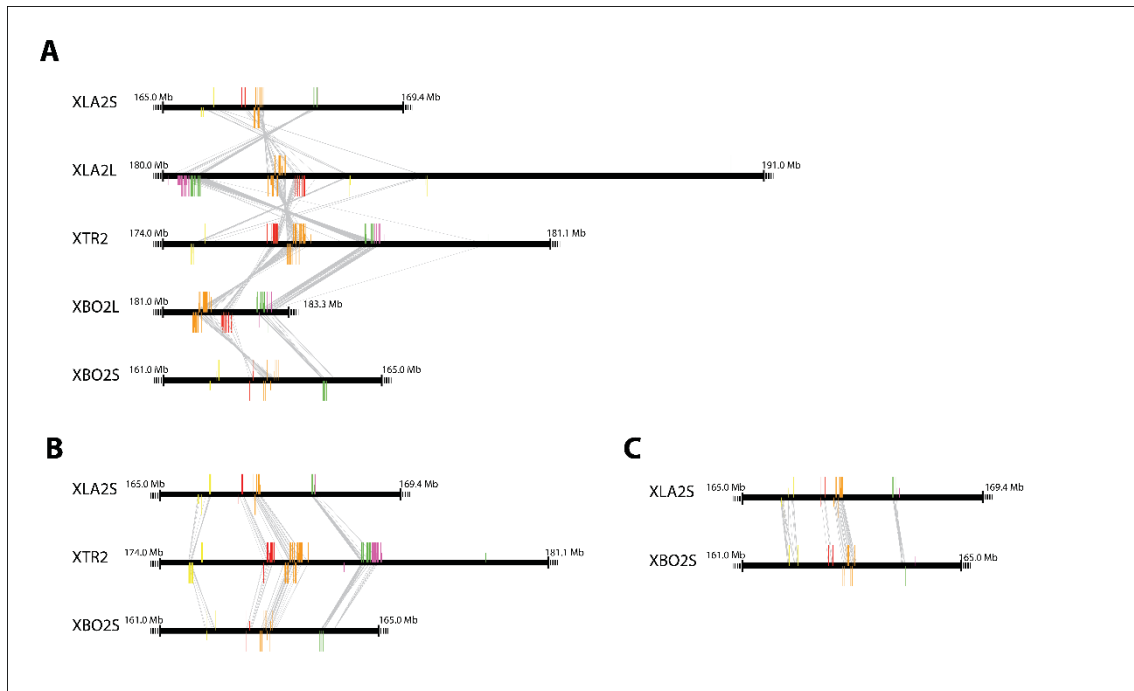 A
XLA2S 165.0 Mb 169.4 Mb
XLA2L 180.0 Mb 191.0 Mb
XTR2 174.0 Mb 181.1 Mb
XBO2L 181.0 Mb 183.3 Mb
XBO2S 161.0 Mb 165.0 Mb
B
XLA2S 165.0 Mb 169.4 Mb
XTR2 174.0 Mb 181.1 Mb
XBO2S 161.0 Mb 165.0 Mb
C
XLA2S 165.0 Mb 169.4 Mb
XBO2S 161.0 Mb 165.0 Mb